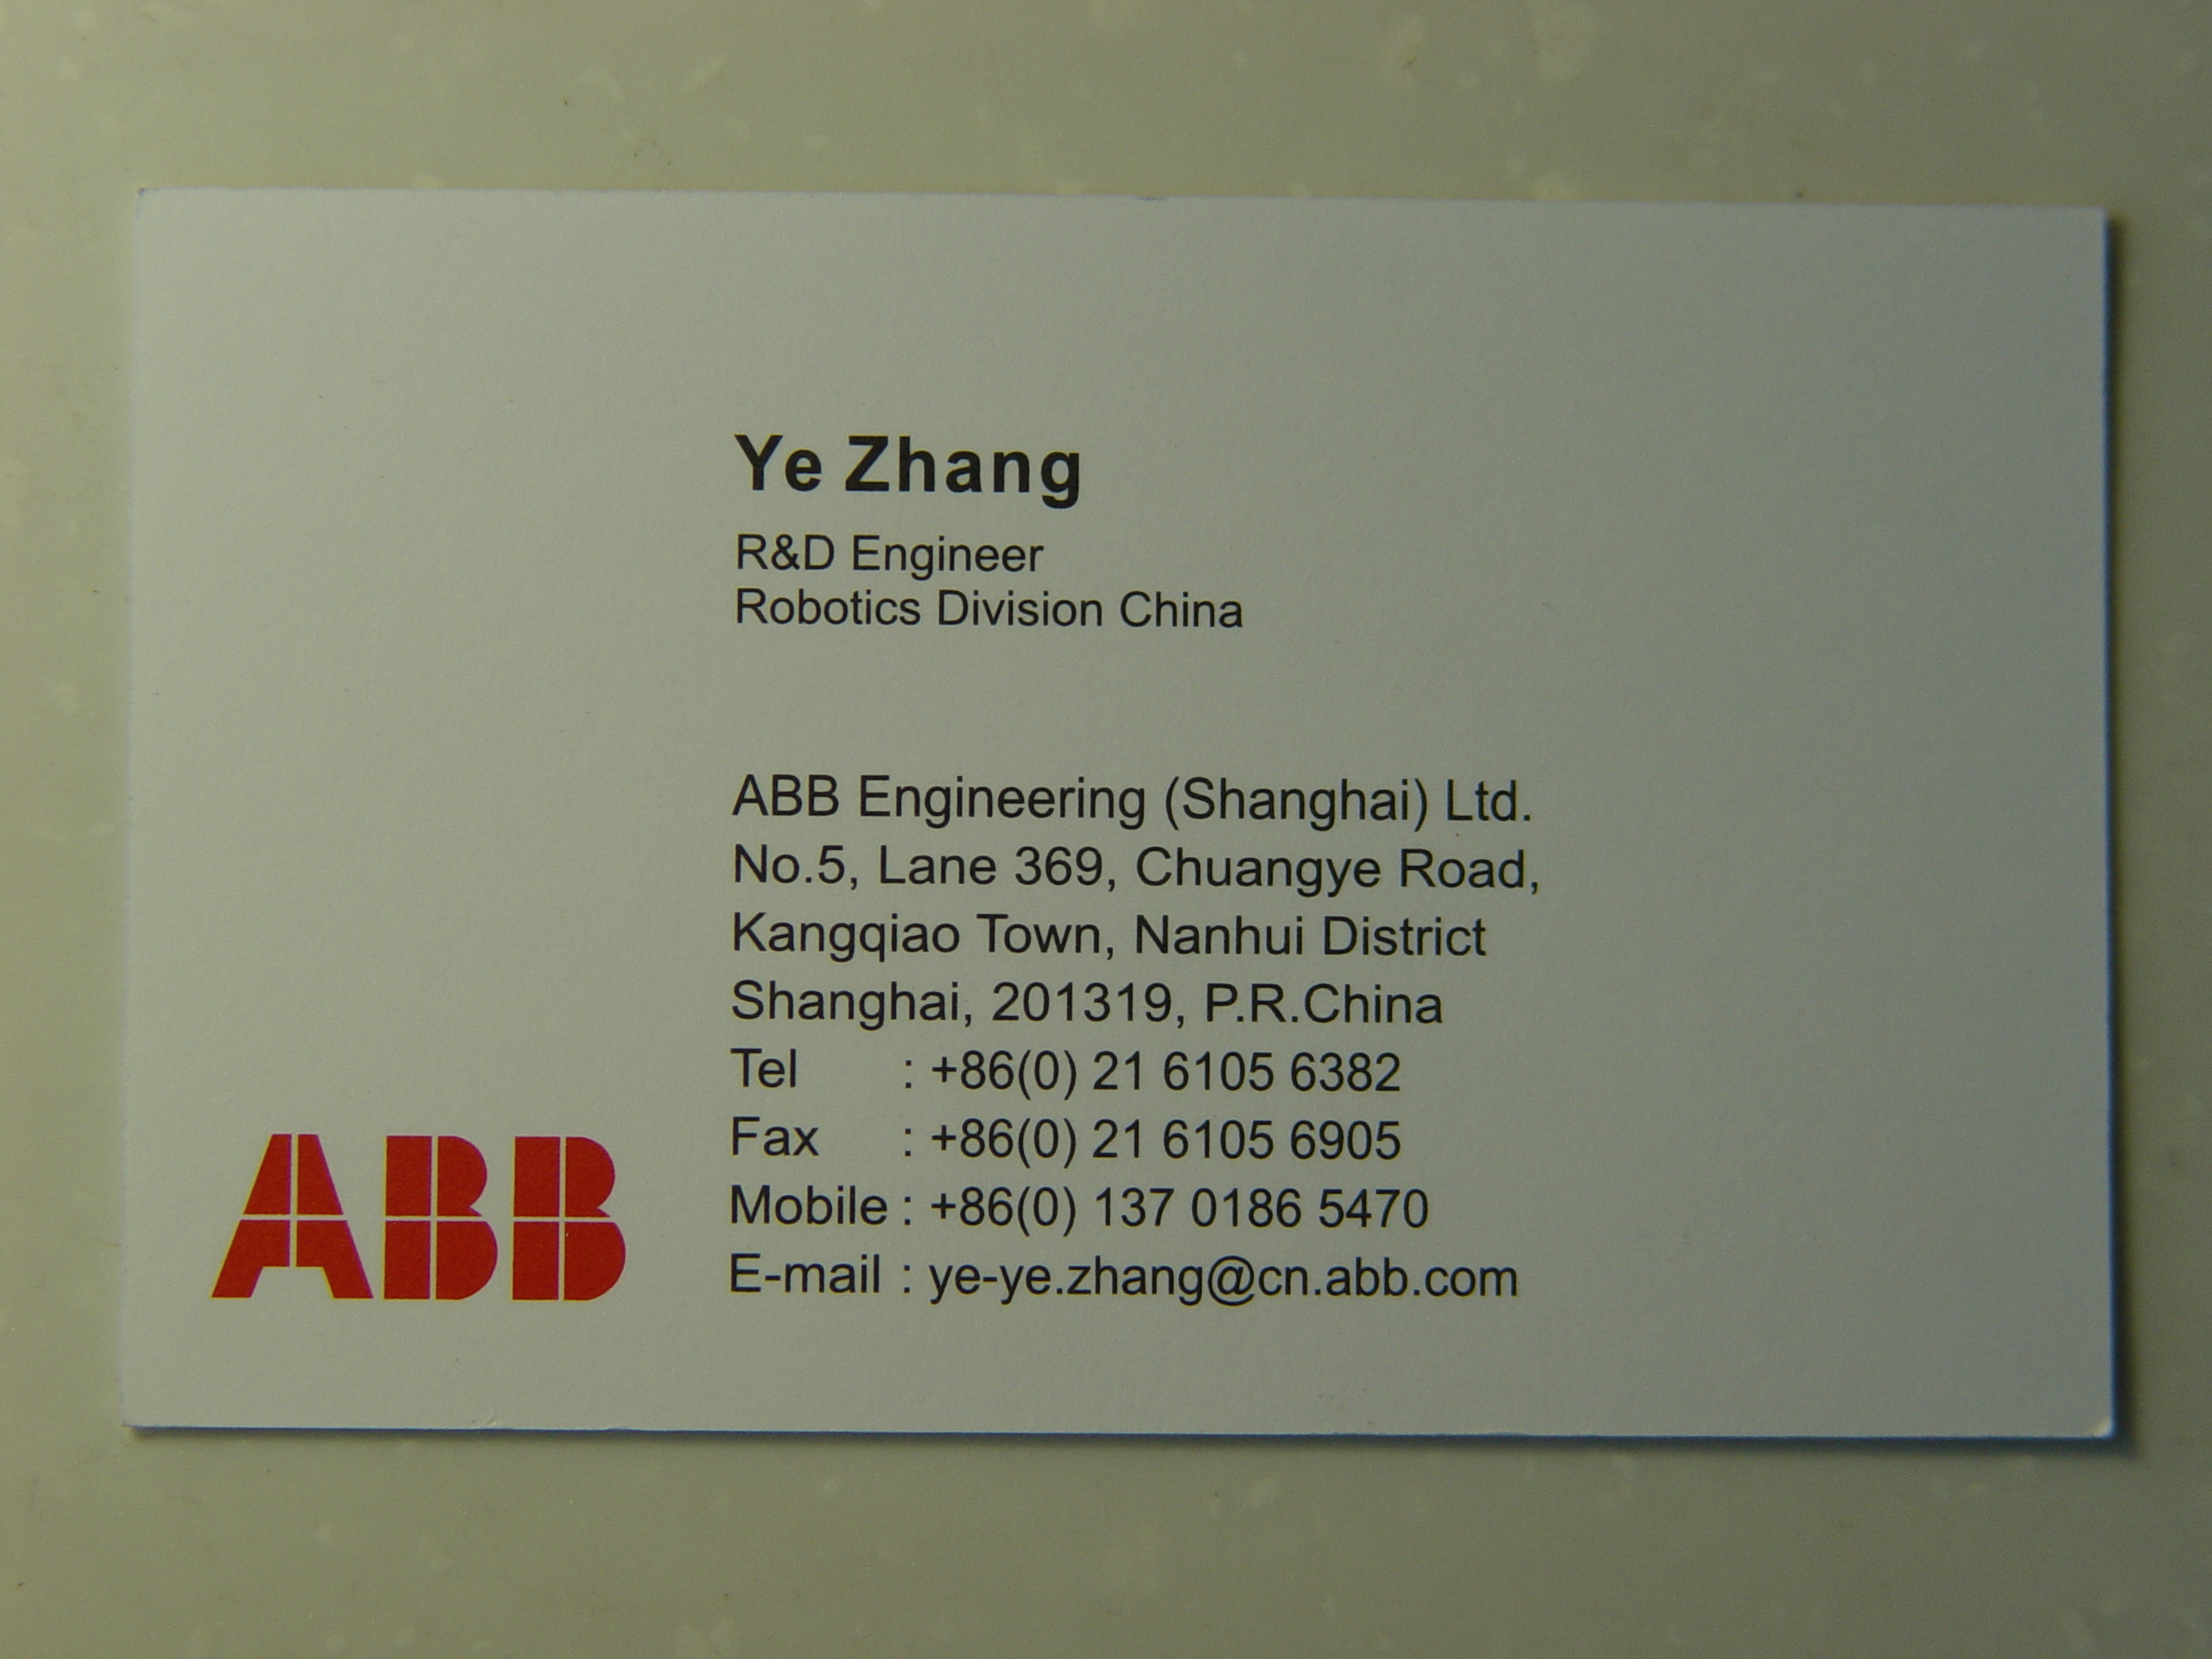 Ye Zhang
R&D Engineer
Robotics Division China
ABB Engineering (Shanghai) Ltd.
No.5, Lane 369, Chuangye Road,
Kangqiao Town, Nanhui District
Shanghai, 201319, P.R.China
Tel : +86(0) 21 6105 6382
Fax : +86(0) 21 6105 6905
Mobile : +86(0) 137 0186 5470
E-mail : ye-ye.zhang@cn.abb.com
ABB